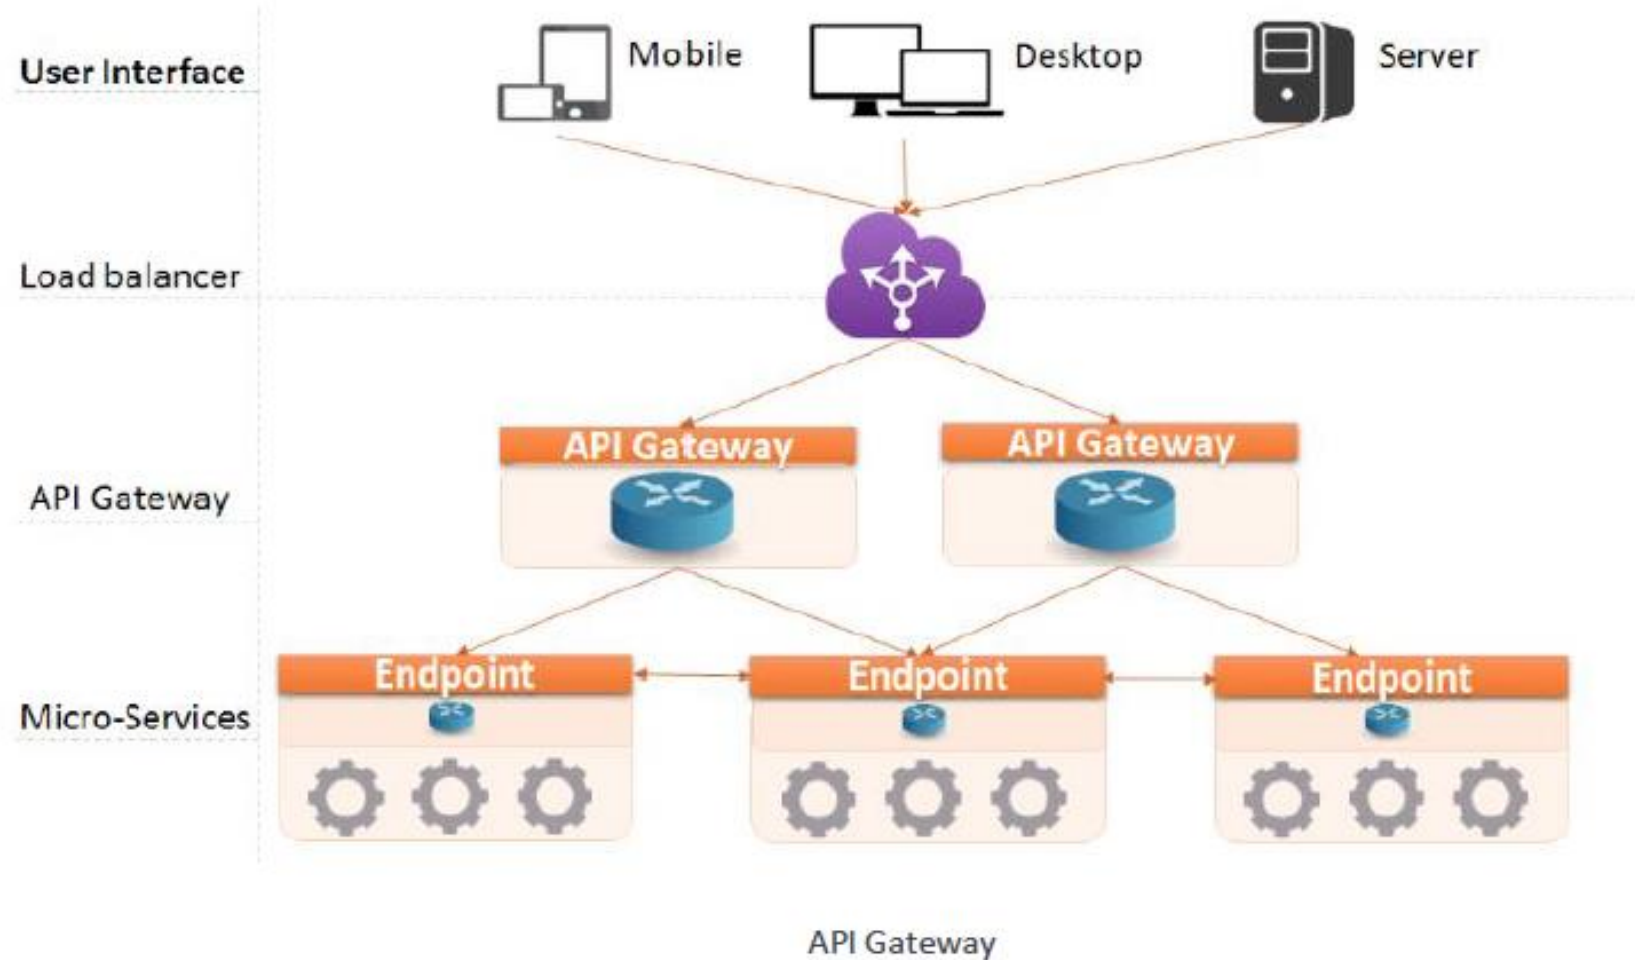 User Interface
Mobile
Desktop
Server
Load balancer
API Gateway
API Gateway
API Gateway
Endpoint
Endpoint
Endpoint
Micro-Services
API Gateway